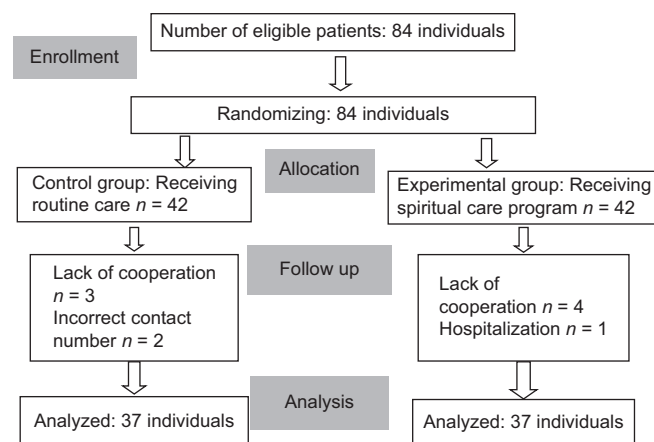 Number of eligible patients: 84 individuals
Enrollment
Randomizing: 84 individuals
Allocation
Control group: Receiving
routine care n = 42
Experimental group: Receiving
spiritual care program n = 42
Lack of cooperation
n = 3
Incorrect contact
number n = 2
Follow up
Lack of
cooperation n = 4
Hospitalization n = 1
Analysis
Analyzed: 37 individuals
Analyzed: 37 individuals